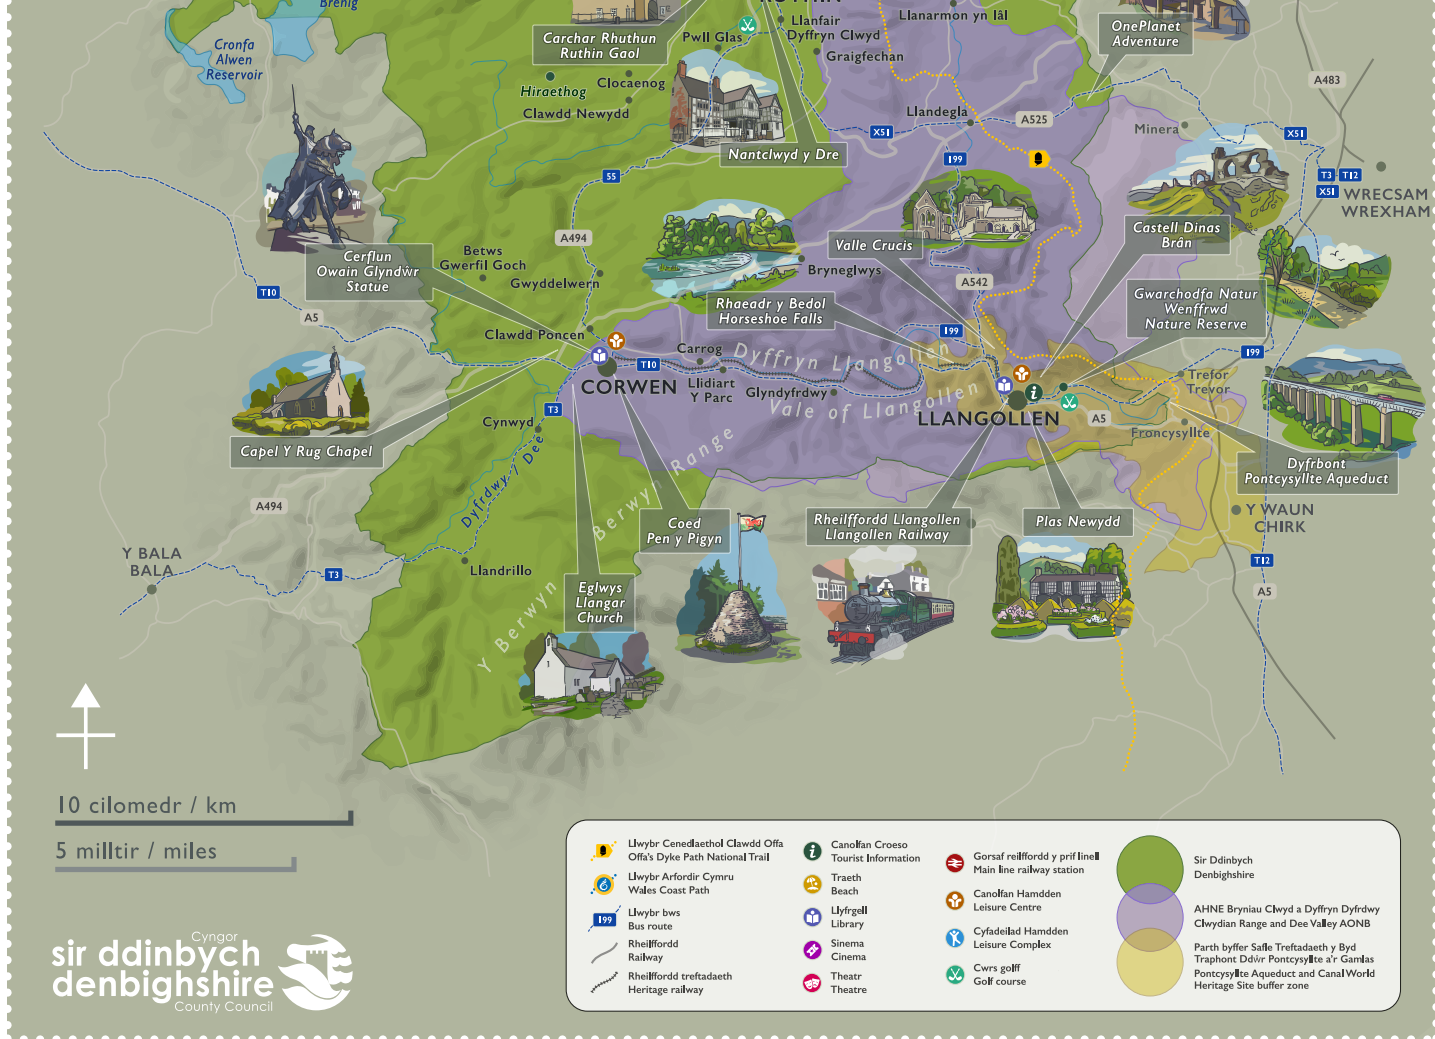 Brenig
RUTHIN
Cronfa
Alwen
Reservoir
Carchar Rhuthun
Ruthin Gaol
Pwll Glas
Llanfair
Dyffryn Clwyd
Graigfechan
Llanarmon yn Iâl
OnePlanet
Adventure
A483
Hiraethog
Clocaenog
Clawdd Newydd
Nantclwyd y Dre
X51
Llandegla
A525
Minera
X51
199
T3
T12
X51
WRECSAM
WREXHAM
55
A494
Cerflun
Owain Glyndŵr
Statue
Betws
Gwerfil Goch
Gwyddelwern
Bryneglwys
Valle Crucis
Castell Dinas
Brân
A542
T10
A5
Rhaeadr y Bedol
Horseshoe Falls
Gwarchodfa Natur
Wenffrwd
Nature Reserve
Clawdd Poncen
199
199
Carrog
Dyffryn Llangollen
T10
CORWEN
Llidiart
Y Parc
Glyndyfrdwy
Vale of Llangollen
LLANGOLLEN
A5
Trefor
Trevor
Froncysyllte
T3
Cynwyd
Capel Y Rug Chapel
Dyfrdwy / Dee
Y Berwyn
Berwyn Range
A494
Dyfrbont
Pontcysyllte Aqueduct
Coed
Pen y Pigyn
Rheilffordd Llangollen
Llangollen Railway
Plas Newydd
Y WAUN
CHIRK
Y BALA
BALA
T3
Llandrillo
Eglwys
Llangar
Church
T12
A5
10 cilomedr / km
5 milltir / miles
Cyngor
sir ddinbych
denbighshire
County Council
Llwybr Cenedlaethol Clawdd Offa
Offa's Dyke Path National Trail
Llwybr Arfordir Cymru
Wales Coast Path
199
Llwybr bws
Bus route
Rheilffordd
Railway
Rheilffordd treftadaeth
Heritage railway
Canolfan Croeso
Tourist Information
Traeth
Beach
Llyfrgell
Library
Sinema
Cinema
Theatr
Theatre
Gorsaf reilffordd y prif linell
Main line railway station
Canolfan Hamdden
Leisure Centre
Cyfadeilad Hamdden
Leisure Complex
Cwrs golff
Golf course
Sir Ddinbych
Denbighshire
AHNE Bryniau Clwyd a Dyffryn Dyfrdwy
Clwydian Range and Dee Valley AONB
Parth byffer Safle Treftadaeth y Byd
Traphont Ddŵr Pontcysyllte a'r Gamlas
Pontcysyllte Aqueduct and Canal World
Heritage Site buffer zone